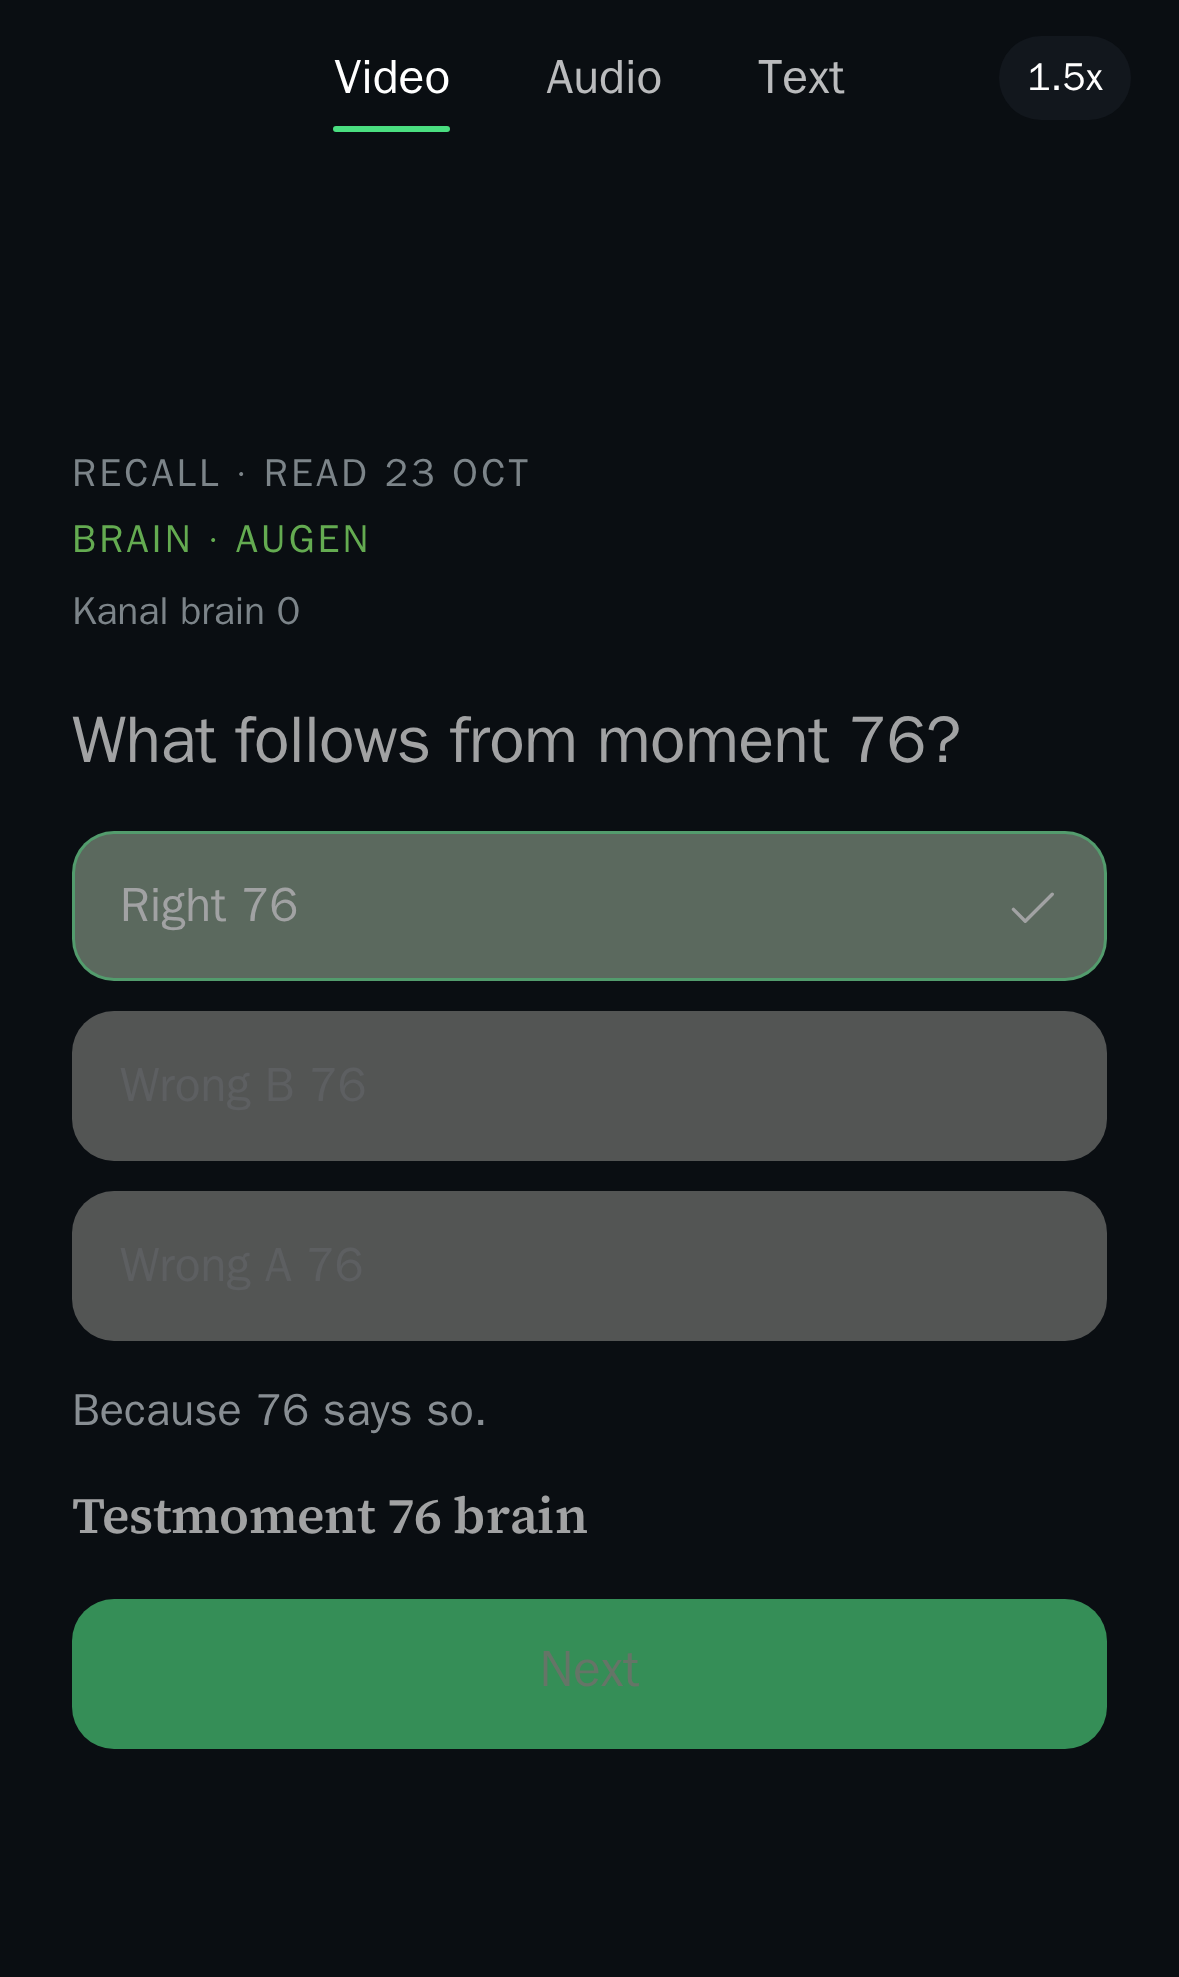 Video Audio Text 1.5x
RECALL · READ 23 OCT
BRAIN · AUGEN
Kanal brain 0
What follows from moment 76?
Right 76
Wrong B 76
Wrong A 76
Because 76 says so.
Testmoment 76 brain
Next